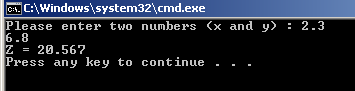 C:\Windows\system32\cmd.exe
Please enter two numbers (x and y) : 2.3
6.8
Z = 20.567
Press any key to continue . . .